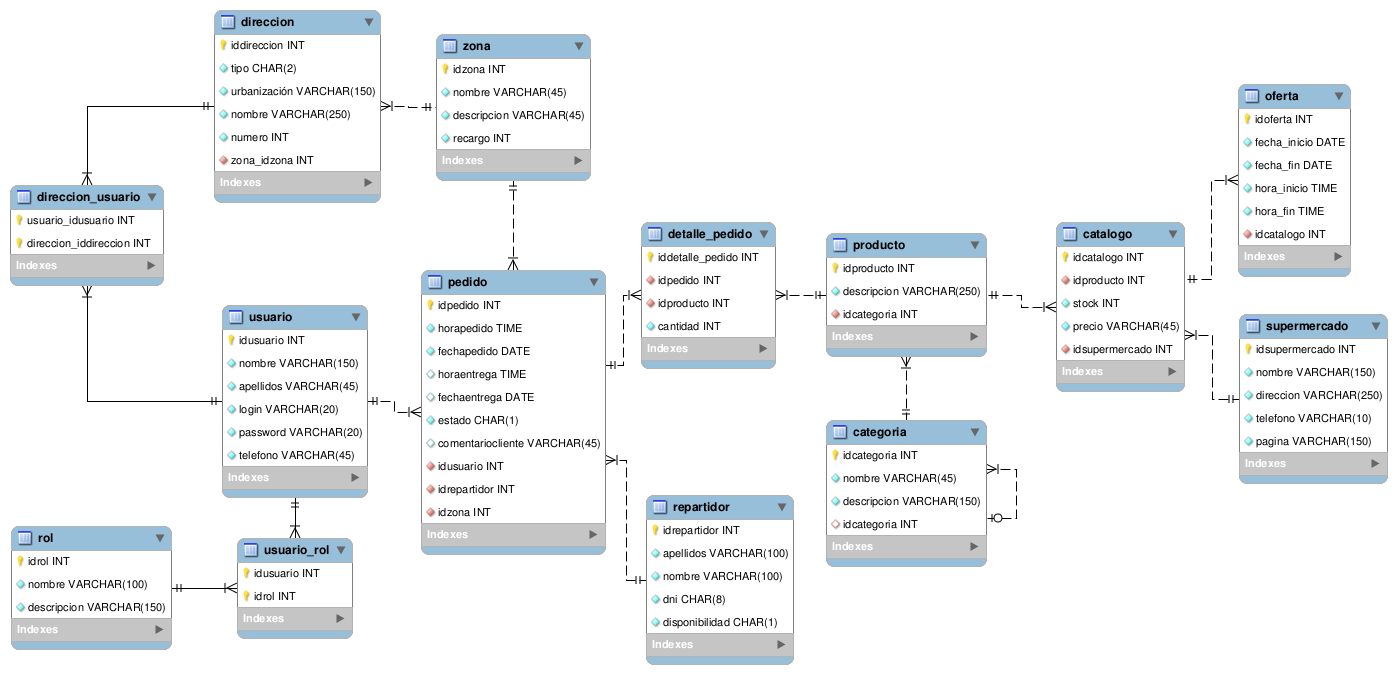 direccion
iddireccion INT
tipo CHAR(2)
urbanización VARCHAR(150)
nombre VARCHAR(250)
numero INT
zona_idzona INT
Indexes
zona
idzona INT
nombre VARCHAR(45)
descripcion VARCHAR(45)
recargo INT
Indexes
oferta
idoferta INT
fecha_inicio DATE
fecha_fin DATE
hora_inicio TIME
hora_fin TIME
idcatalogo INT
Indexes
direccion_usuario
usuario_idusuario INT
direccion_iddireccion INT
Indexes
detalle_pedido
iddetalle_pedido INT
idpedido INT
idproducto INT
cantidad INT
Indexes
producto
idproducto INT
descripcion VARCHAR(250)
idcategoria INT
Indexes
catalogo
idcatalogo INT
idproducto INT
stock INT
precio VARCHAR(45)
idsupermercado INT
Indexes
pedido
idpedido INT
horapedido TIME
fechapedido DATE
horaentrega TIME
fechaentrega DATE
estado CHAR(1)
comentariocliente VARCHAR(45)
idusuario INT
idrepartidor INT
idzona INT
Indexes
usuario
idusuario INT
nombre VARCHAR(150)
apellidos VARCHAR(45)
login VARCHAR(20)
password VARCHAR(20)
telefono VARCHAR(45)
Indexes
supermercado
idsupermercado INT
nombre VARCHAR(150)
direccion VARCHAR(250)
telefono VARCHAR(10)
pagina VARCHAR(150)
Indexes
categoria
idcategoria INT
nombre VARCHAR(45)
descripcion VARCHAR(150)
idcategoria INT
Indexes
repartidor
idrepartidor INT
apellidos VARCHAR(100)
nombre VARCHAR(100)
dni CHAR(8)
disponibilidad CHAR(1)
Indexes
rol
idrol INT
nombre VARCHAR(100)
descripcion VARCHAR(150)
Indexes
usuario_rol
idusuario INT
idrol INT
Indexes